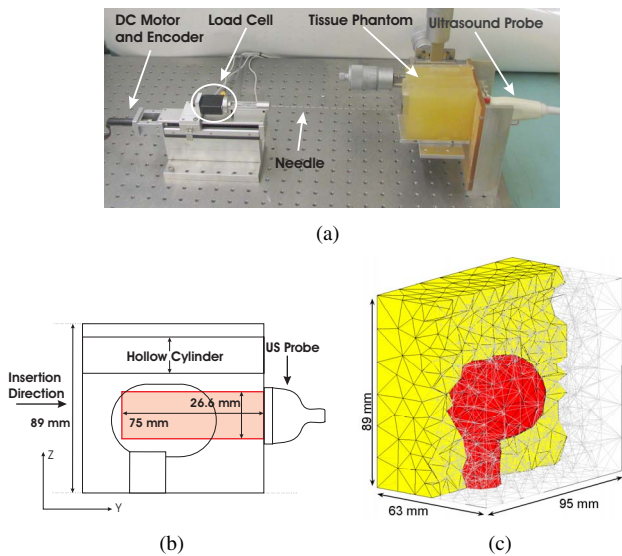 DC Motor
and Encoder
Load Cell
Tissue Phantom
Ultrasound Probe
Needle
(a)
Hollow Cylinder
US Probe
Insertion
Direction
89 mm
26.6 mm
75 mm
Z
Y
(b)
89 mm
63 mm
95 mm
(c)